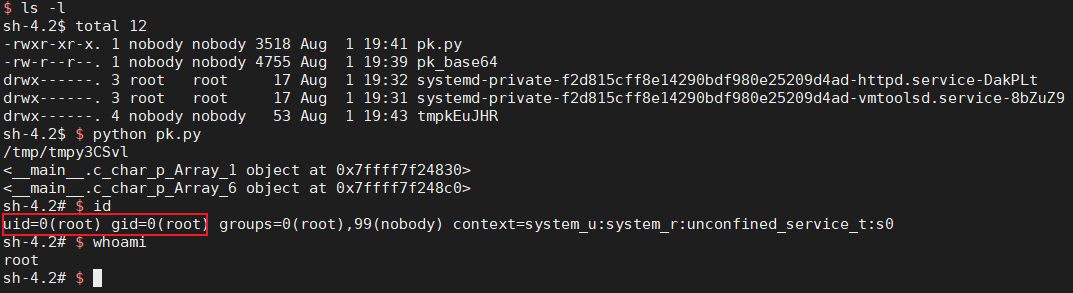 $ ls -l
sh-4.2$ total 12
-rwxr-xr-x. 1 nobody nobody 3518 Aug  1 19:41 pk.py
-rw-r--r--. 1 nobody nobody 4755 Aug  1 19:39 pk_base64
drwx------. 3 root   root     17 Aug  1 19:32 systemd-private-f2d815cff8e14290bdf980e25209d4ad-httpd.service-DakPLt
drwx------. 3 root   root     17 Aug  1 19:31 systemd-private-f2d815cff8e14290bdf980e25209d4ad-vmtoolsd.service-8bZuZ9
drwx------. 4 nobody nobody   53 Aug  1 19:43 tmpkEuJHR
sh-4.2$ $ python pk.py
/tmp/tmpy3CSvl
<__main__.c_char_p_Array_1 object at 0x7ffff7f24830>
<__main__.c_char_p_Array_6 object at 0x7ffff7f248c0>
sh-4.2# $ id
uid=0(root) gid=0(root) groups=0(root),99(nobody) context=system_u:system_r:unconfined_service_t:s0
sh-4.2# $ whoami
root
sh-4.2# $